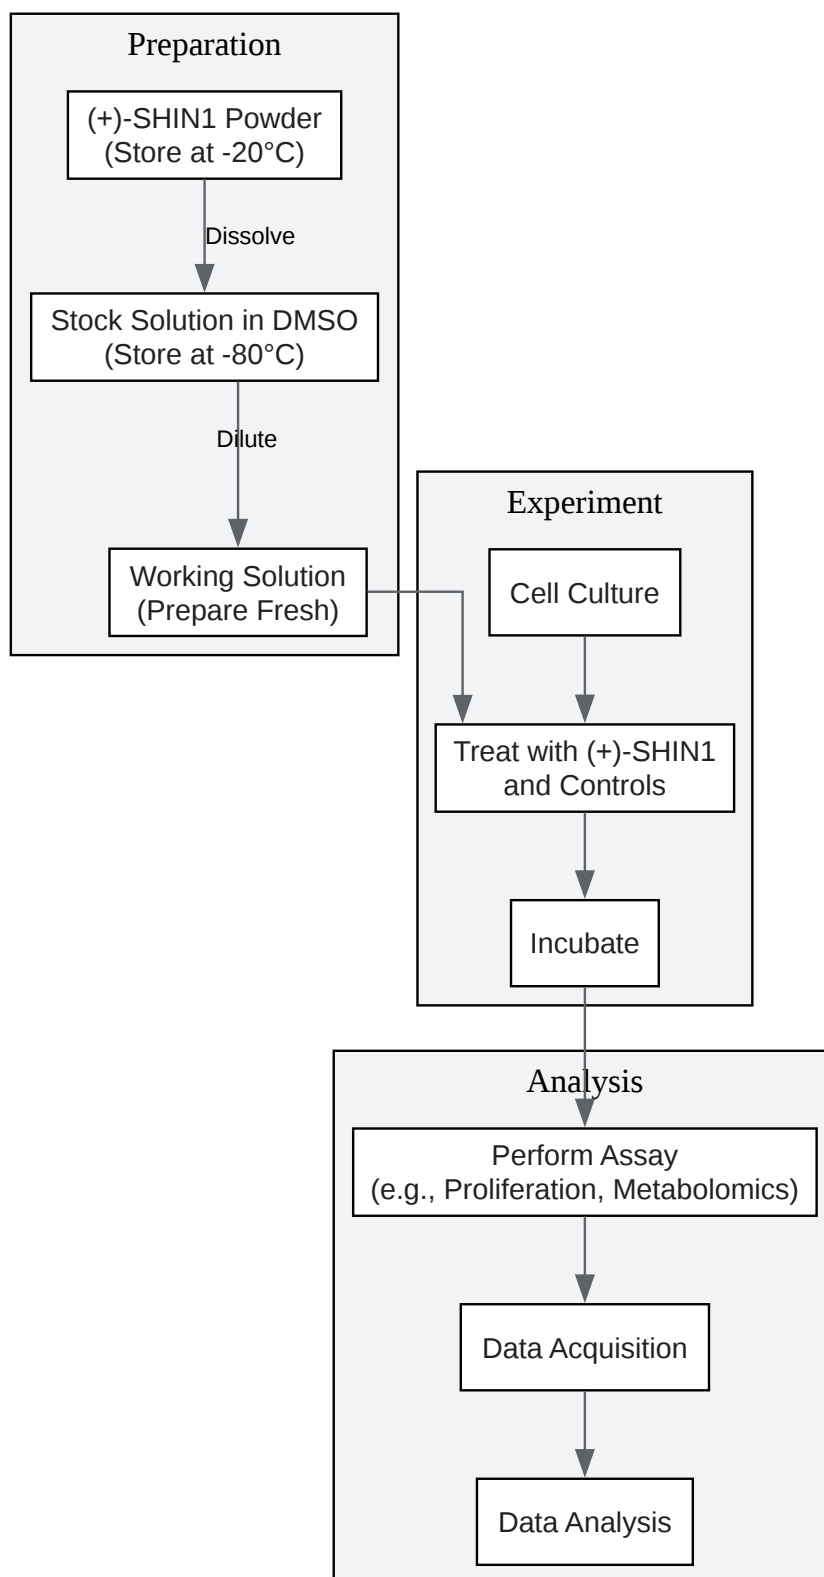 Preparation
(+)-SHIN1 Powder
(Store at -20°C)
Dissolve
Stock Solution in DMSO
(Store at -80°C)
Dilute
Working Solution
(Prepare Fresh)
Experiment
Cell Culture
Treat with (+)-SHIN1
and Controls
Incubate
Analysis
Perform Assay
(e.g., Proliferation, Metabolomics)
Data Acquisition
Data Analysis